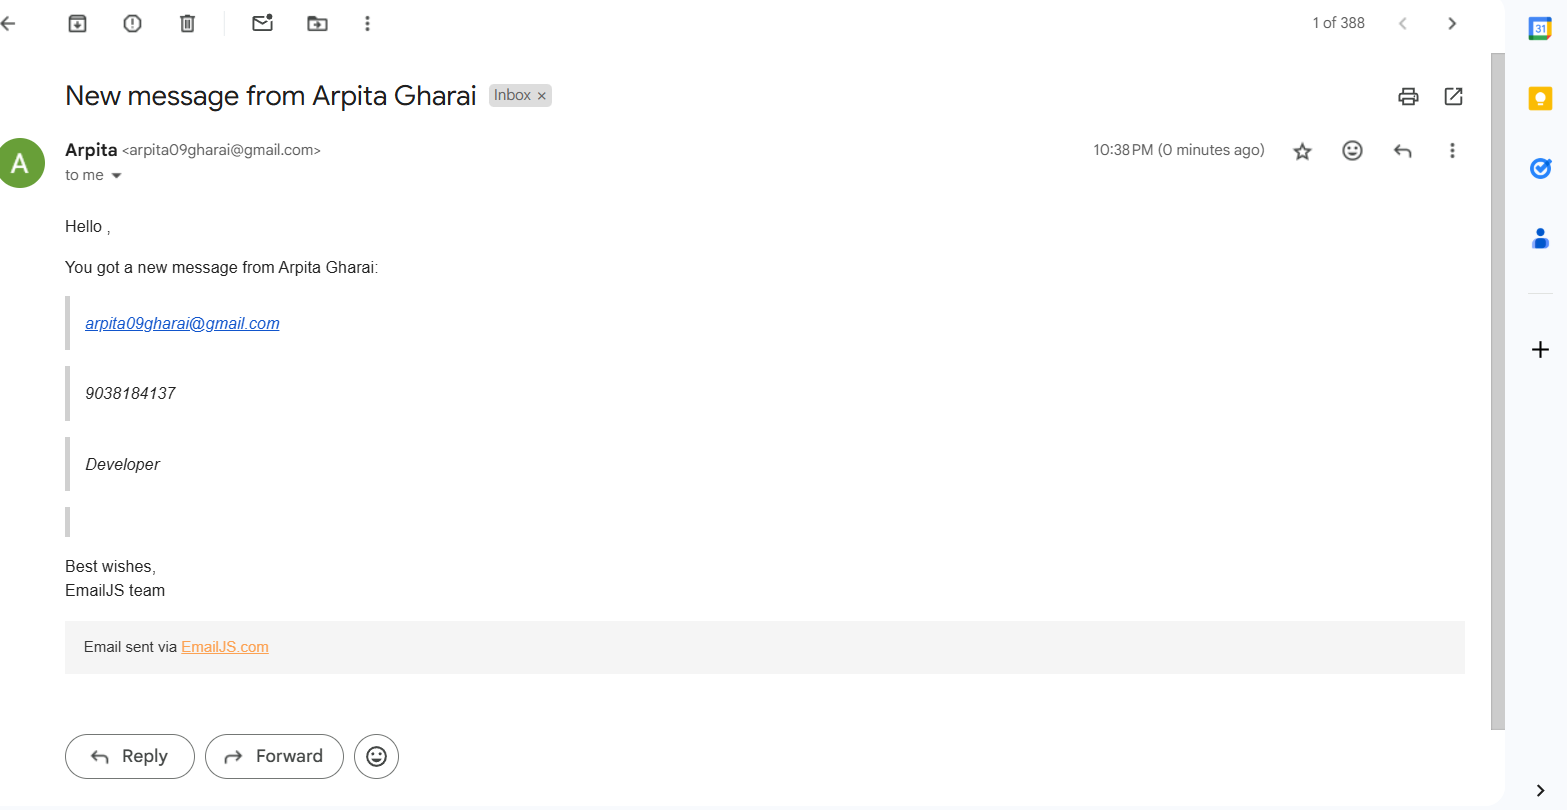 1 of 388
New message from Arpita Gharai Inbox ×
A
Arpita <arpita09gharai@gmail.com> 10:38 PM (0 minutes ago)
to me
Hello ,
You got a new message from Arpita Gharai:
arpita09gharai@gmail.com
9038184137
Developer
Best wishes,
EmailJS team
Email sent via EmailJS.com
Reply Forward
31